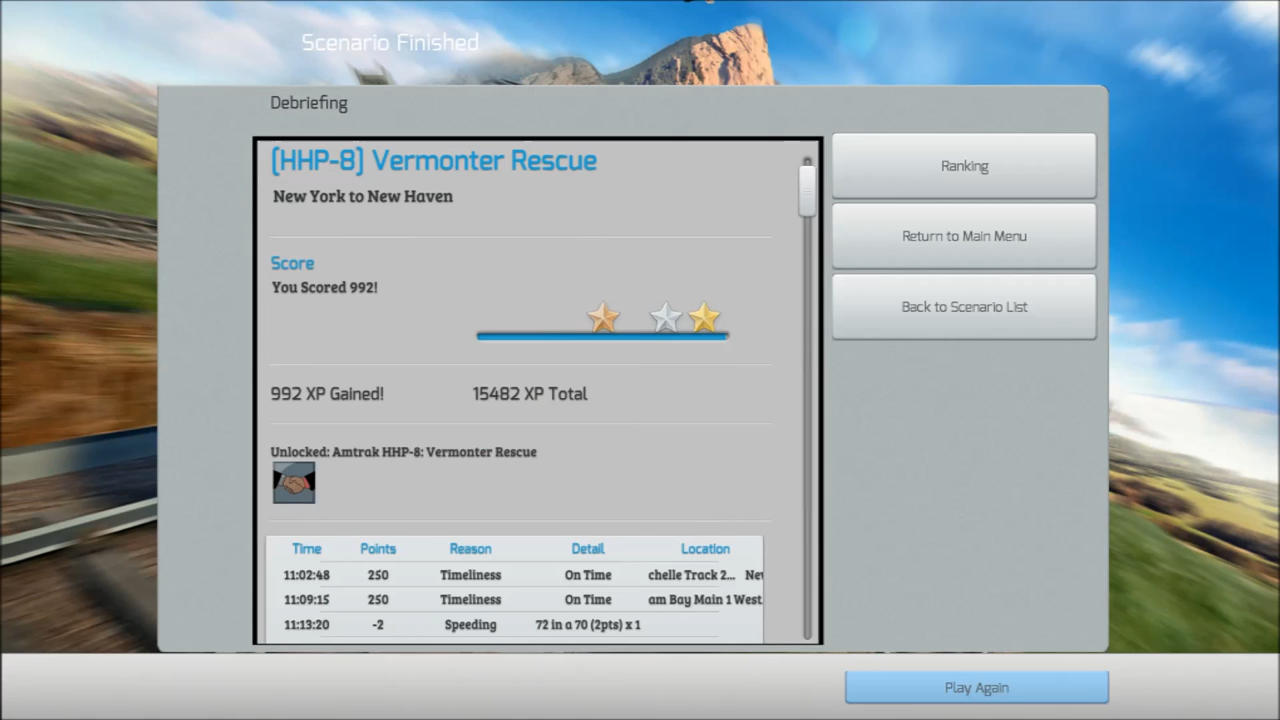 Scenario Finished
Debriefing
[HHP-8] Vermonter Rescue
New York to New Haven
Score
You Scored 992!
992 XP Gained! 15482 XP Total
Unlocked: Amtrak HHP-8: Vermonter Rescue
Time Points Reason Detail Location
11:02:48 250 Timeliness On Time chelle Track 2... Nev
11:09:15 250 Timeliness On Time am Bay Main 1 West
11:13:20 -2 Speeding 72 in a 70 (2pts) x 1
Ranking
Return to Main Menu
Back to Scenario List
Play Again